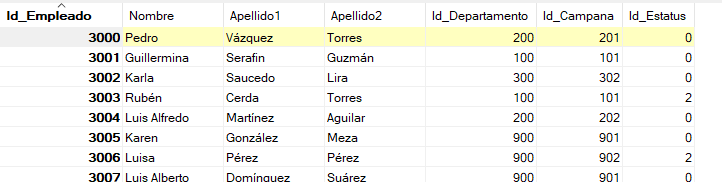 Id_Empleado Nombre Apellido1 Apellido2 Id_Departamento Id_Campana Id_Estatus
3000 Pedro Vázquez Torres 200 201 0
3001 Guillermina Serafin Guzmán 100 101 0
3002 Karla Saucedo Lira 300 302 0
3003 Rubén Cerda Torres 100 101 2
3004 Luis Alfredo Martínez Aguilar 200 202 0
3005 Karen González Meza 900 901 0
3006 Luisa Pérez Pérez 900 902 2
3007 Luis Alberto Domínguez Suárez 900 901 0